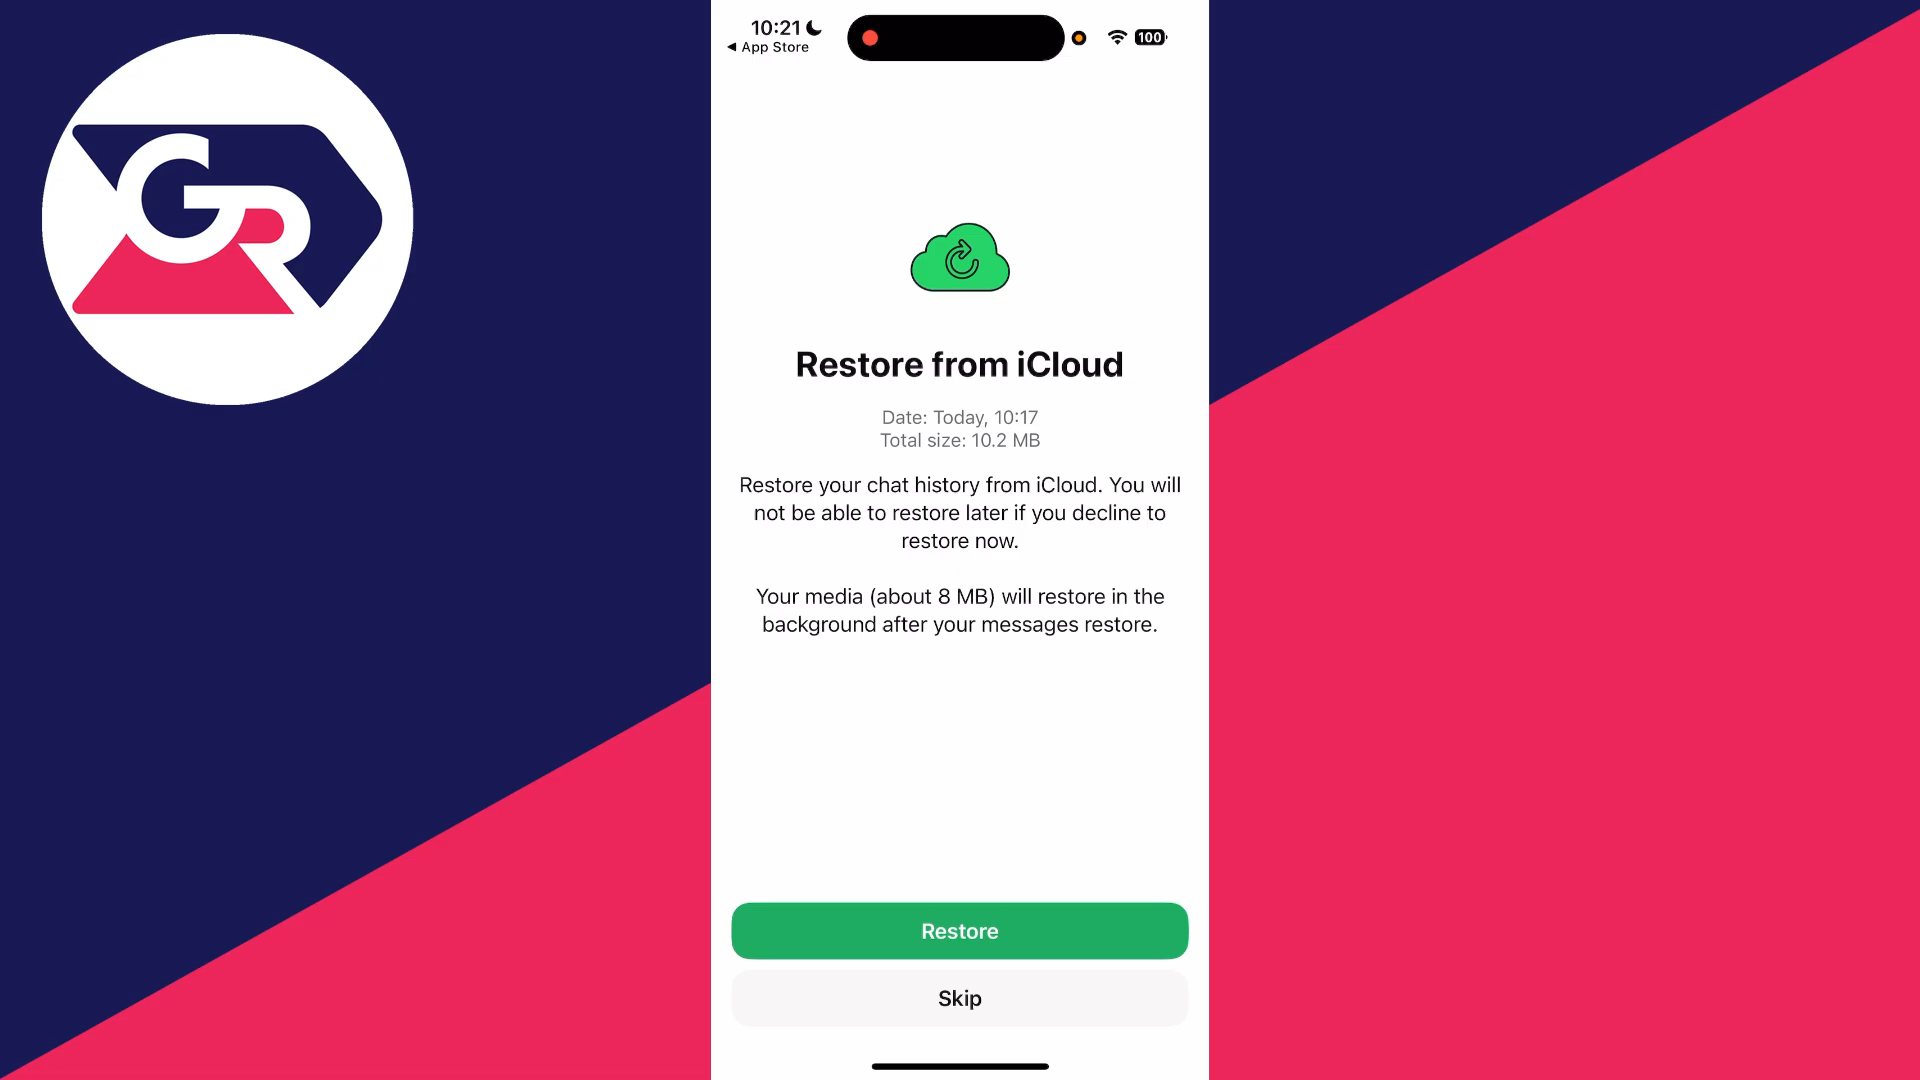 GR
10:21
◀ App Store
100
Restore from iCloud
Date: Today, 10:17
Total size: 10.2 MB
Restore your chat history from iCloud. You will
not be able to restore later if you decline to
restore now.
Your media (about 8 MB) will restore in the
background after your messages restore.
Restore
Skip